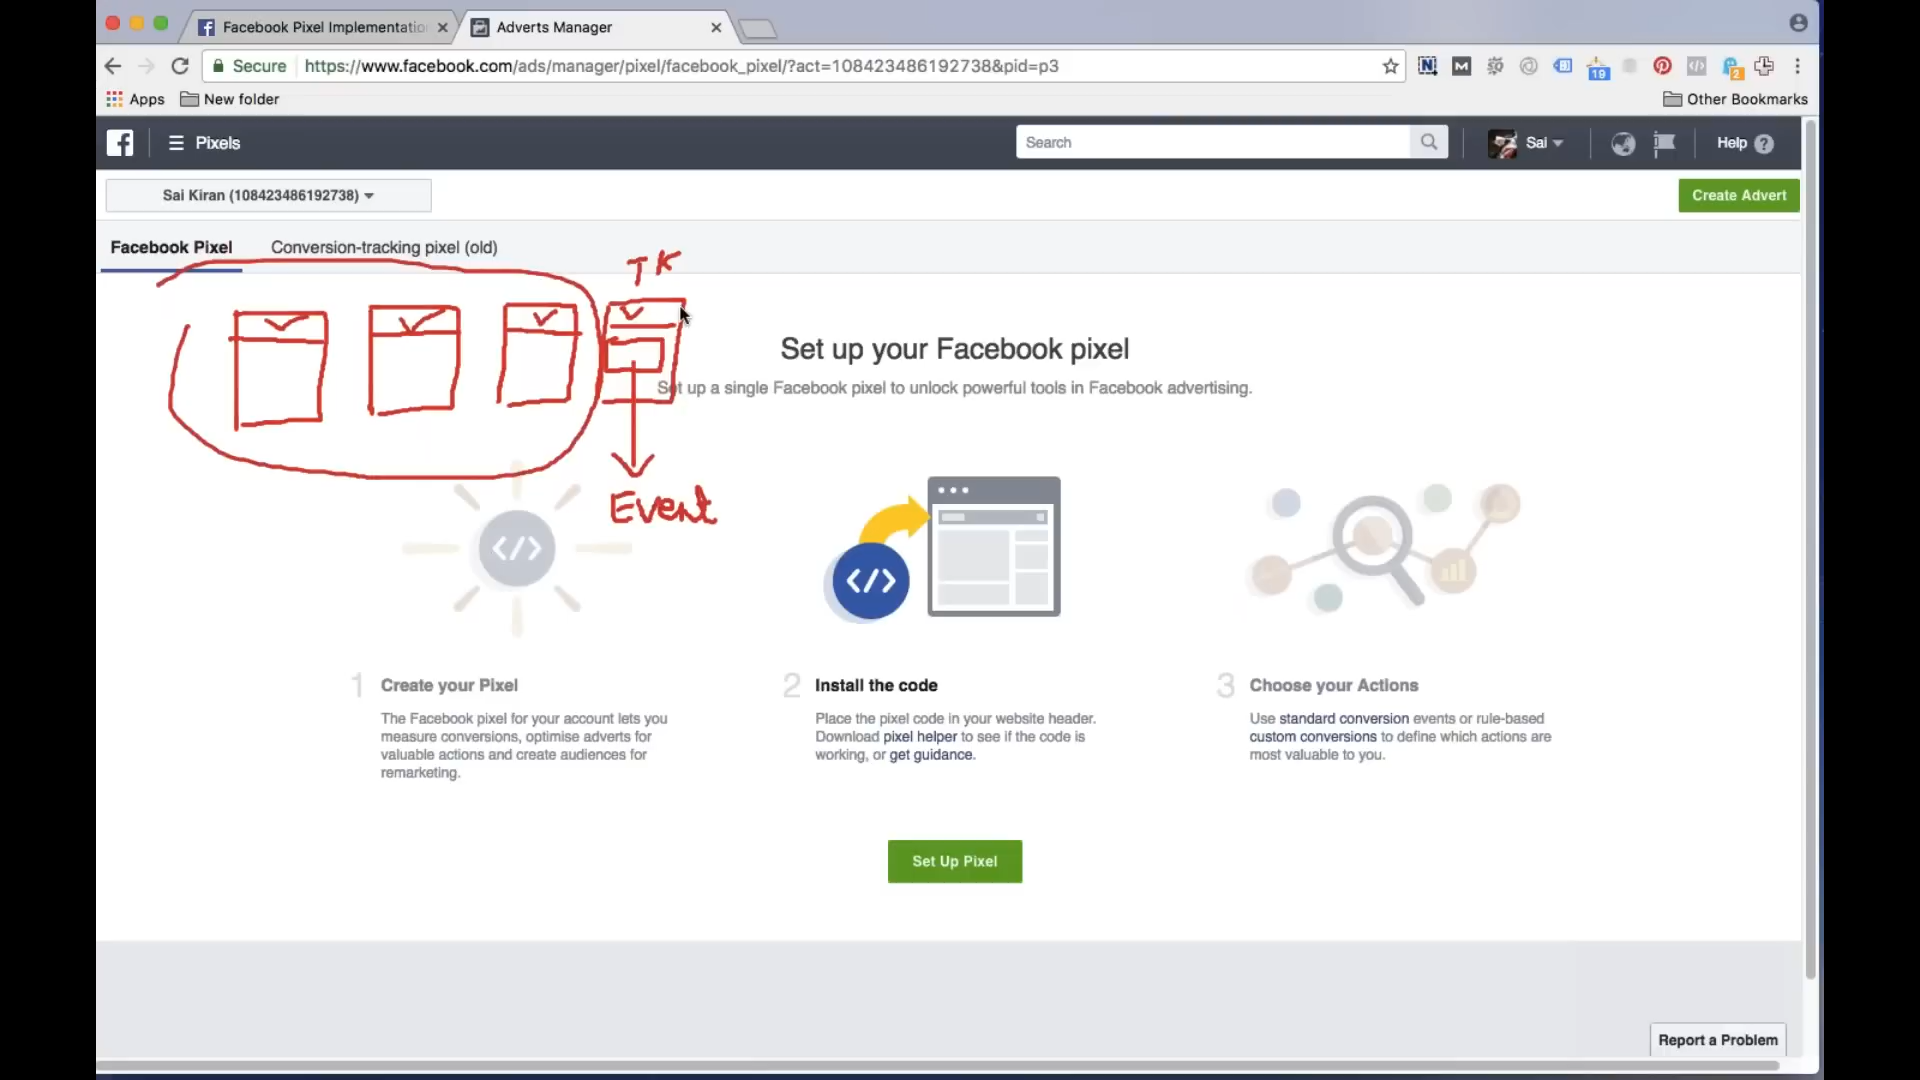 Facebook Pixel Implementatio
Adverts Manager
Secure https://www.facebook.com/ads/manager/pixel/facebook_pixel/?act=108423486192738&pid=p3
19
2
Apps New folder Other Bookmarks
Pixels Search Sai Help ?
Sai Kiran (108423486192738) Create Advert
Facebook Pixel Conversion-tracking pixel (old)
TK
Set up your Facebook pixel
Set up a single Facebook pixel to unlock powerful tools in Facebook advertising.
Event
</>
</>
1 Create your Pixel
The Facebook pixel for your account lets you
measure conversions, optimise adverts for
valuable actions and create audiences for
remarketing.
2 Install the code
Place the pixel code in your website header.
Download pixel helper to see if the code is
working, or get guidance.
3 Choose your Actions
Use standard conversion events or rule-based
custom conversions to define which actions are
most valuable to you.
Set Up Pixel
Report a Problem